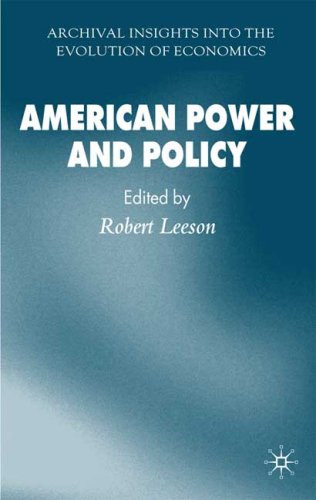 ARCHIVAL INSIGHTS INTO THE
EVOLUTION OF ECONOMICS
AMERICAN POWER
AND POLICY
Edited by
Robert Leeson